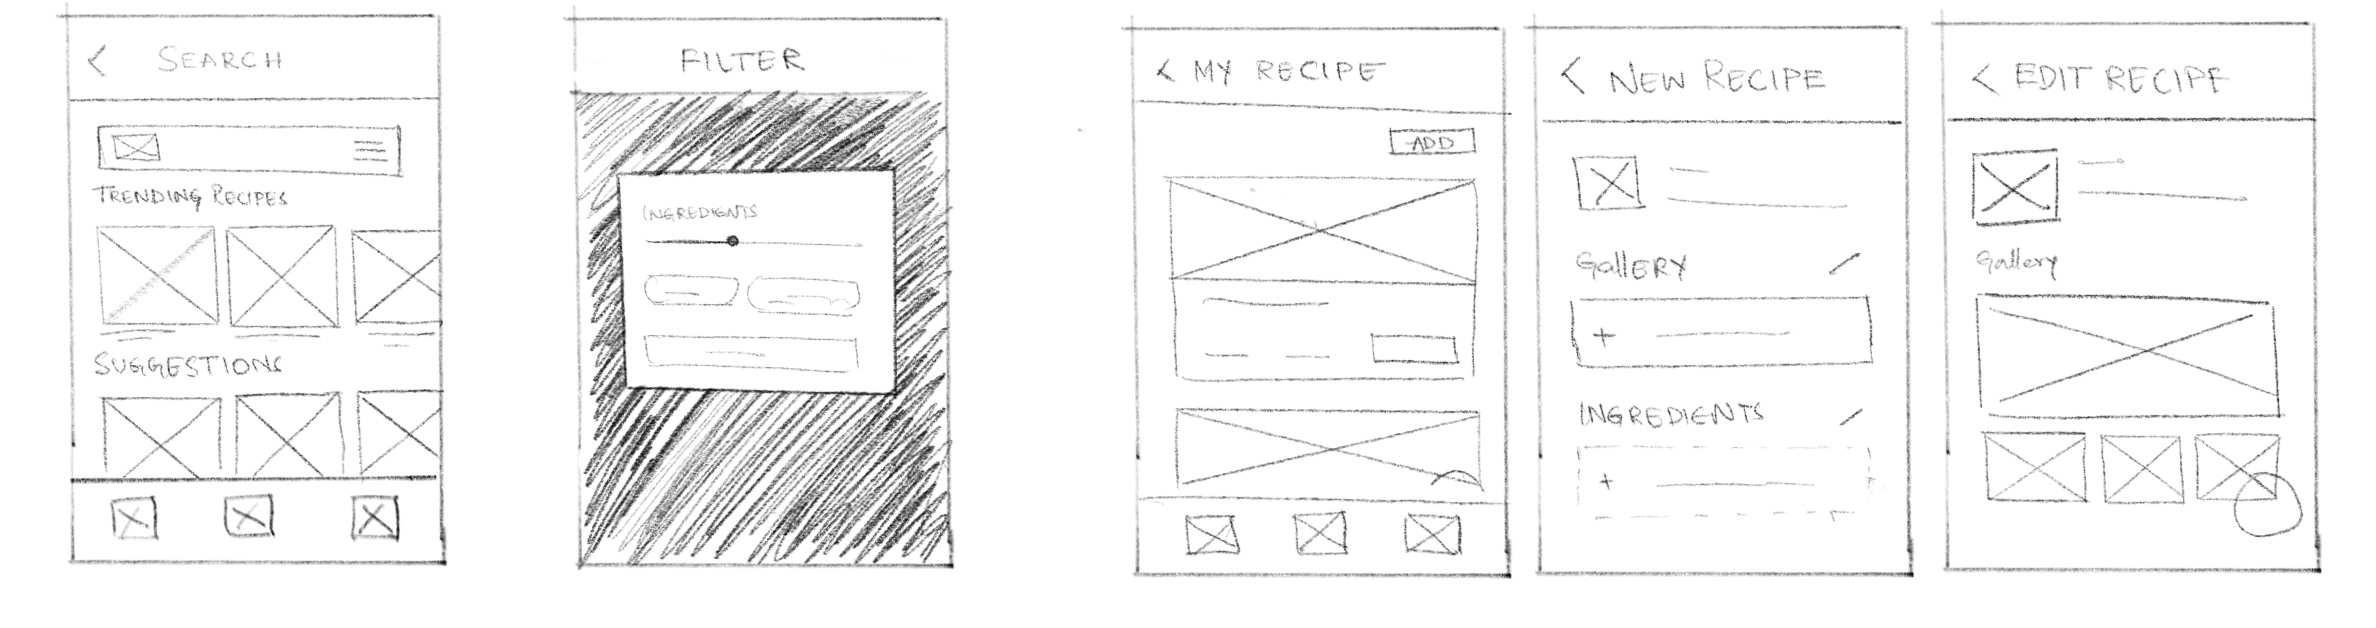 < SEARCH
TRENDING RECIPES
SUGGESTIONS
FILTER
INGREDIENTS
< MY RECIPE
ADD
< NEW RECIPE
GallERY
+
INGREDIENTS
+
< EDIT RECIPE
Gallery